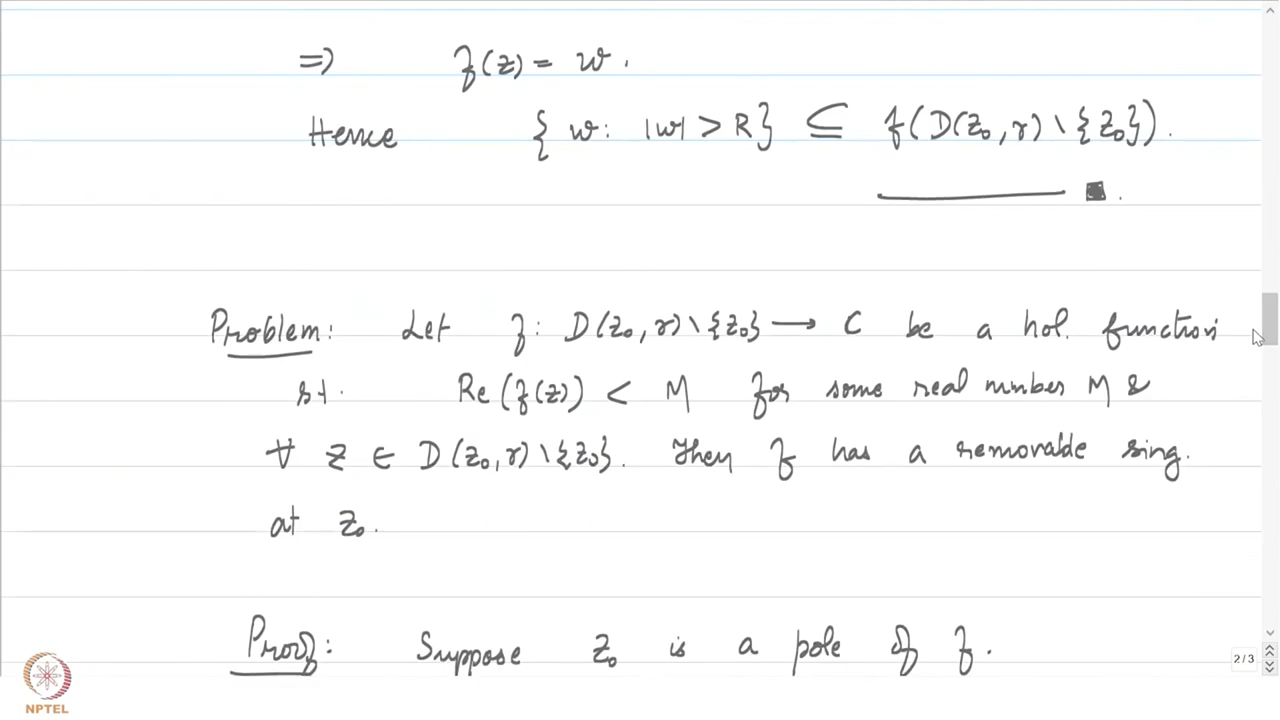 => f(z) = w.
Hence { w: |w| > R } ⊆ f(D(z₀, r) \ {z₀}).
Problem: Let f: D(z₀, r) \ {z₀} → C be a hol. function
st. Re(f(z)) < M for some real number M &
∀ z ∈ D(z₀, r) \ {z₀}. Then f has a removable sing.
at z₀.
Proof: Suppose z₀ is a pole of f.
2/3
NPTEL